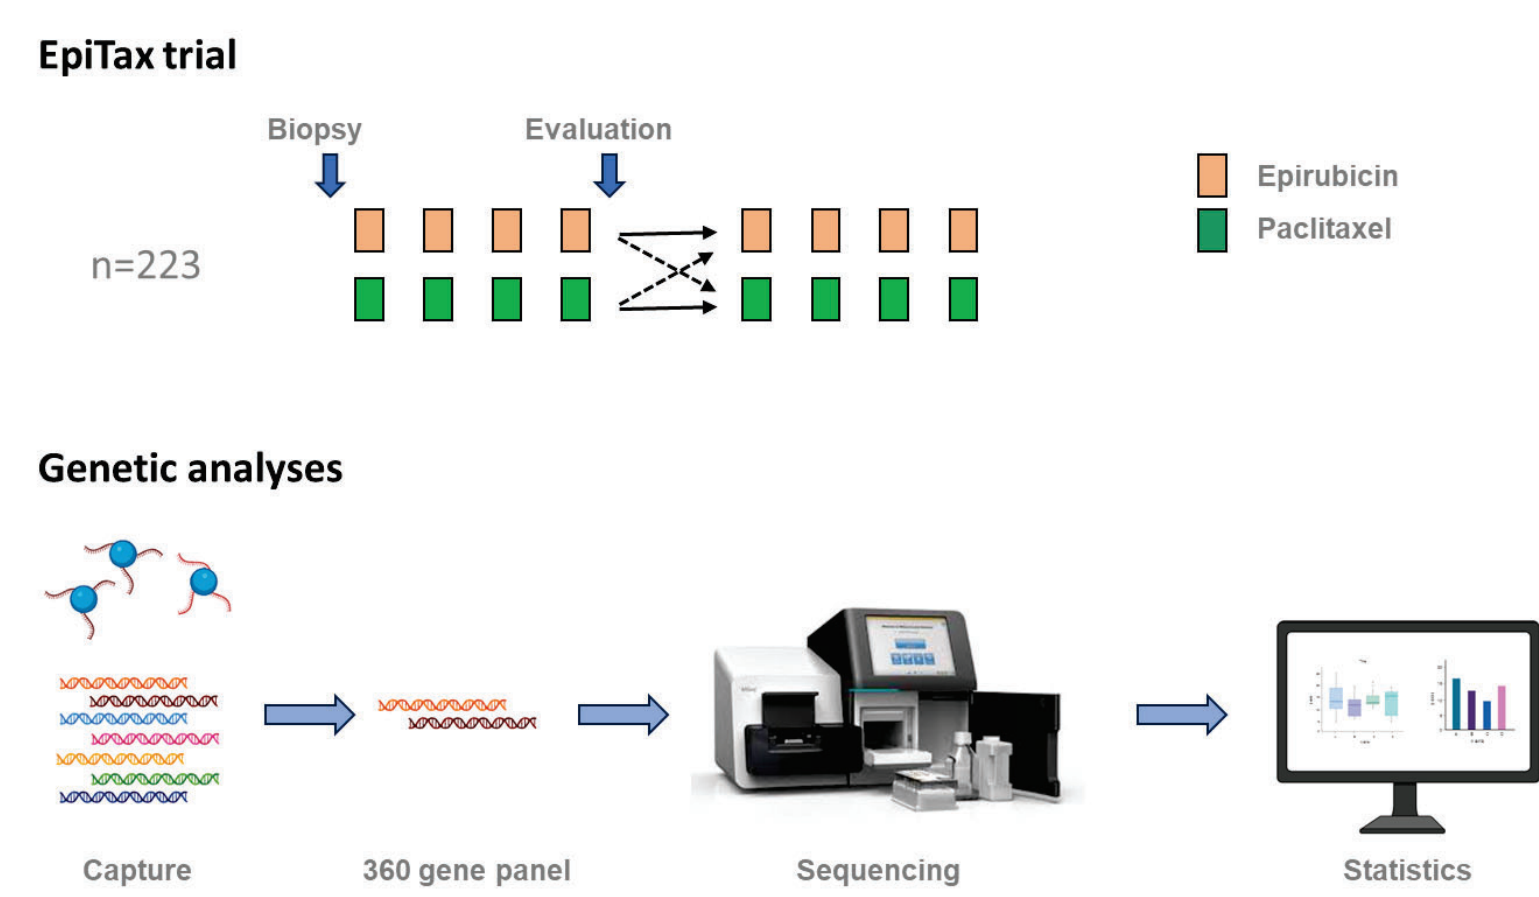 EpiTax trial
Biopsy
Evaluation
Epirubicin
Paclitaxel
n=223
Genetic analyses
Capture
360 gene panel
Sequencing
Statistics